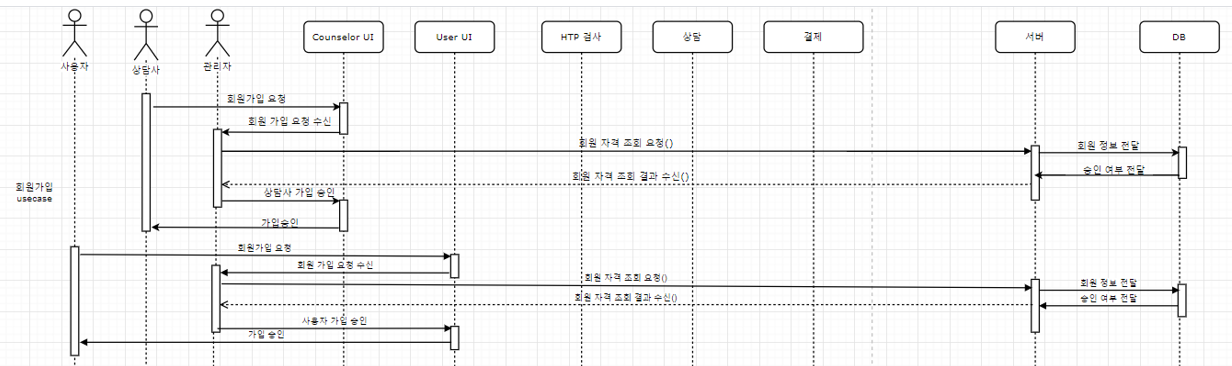 Counselor UI
User UI
HTP 검사
상담
결제
서버
DB
사용자
상담사
관리자
회원가입 요청
회원 가입 요청 수신
회원 자격 조회 요청()
회원 정보 전달
승인 여부 전달
회원 자격 조회 결과 수신()
상담사 가입 승인
회원가입
usecase
가입승인
회원가입 요청
회원 가입 요청 수신
회원 자격 조회 요청()
회원 정보 전달
회원 자격 조회 결과 수신()
승인 여부 전달
사용자 가입 승인
가입 승인